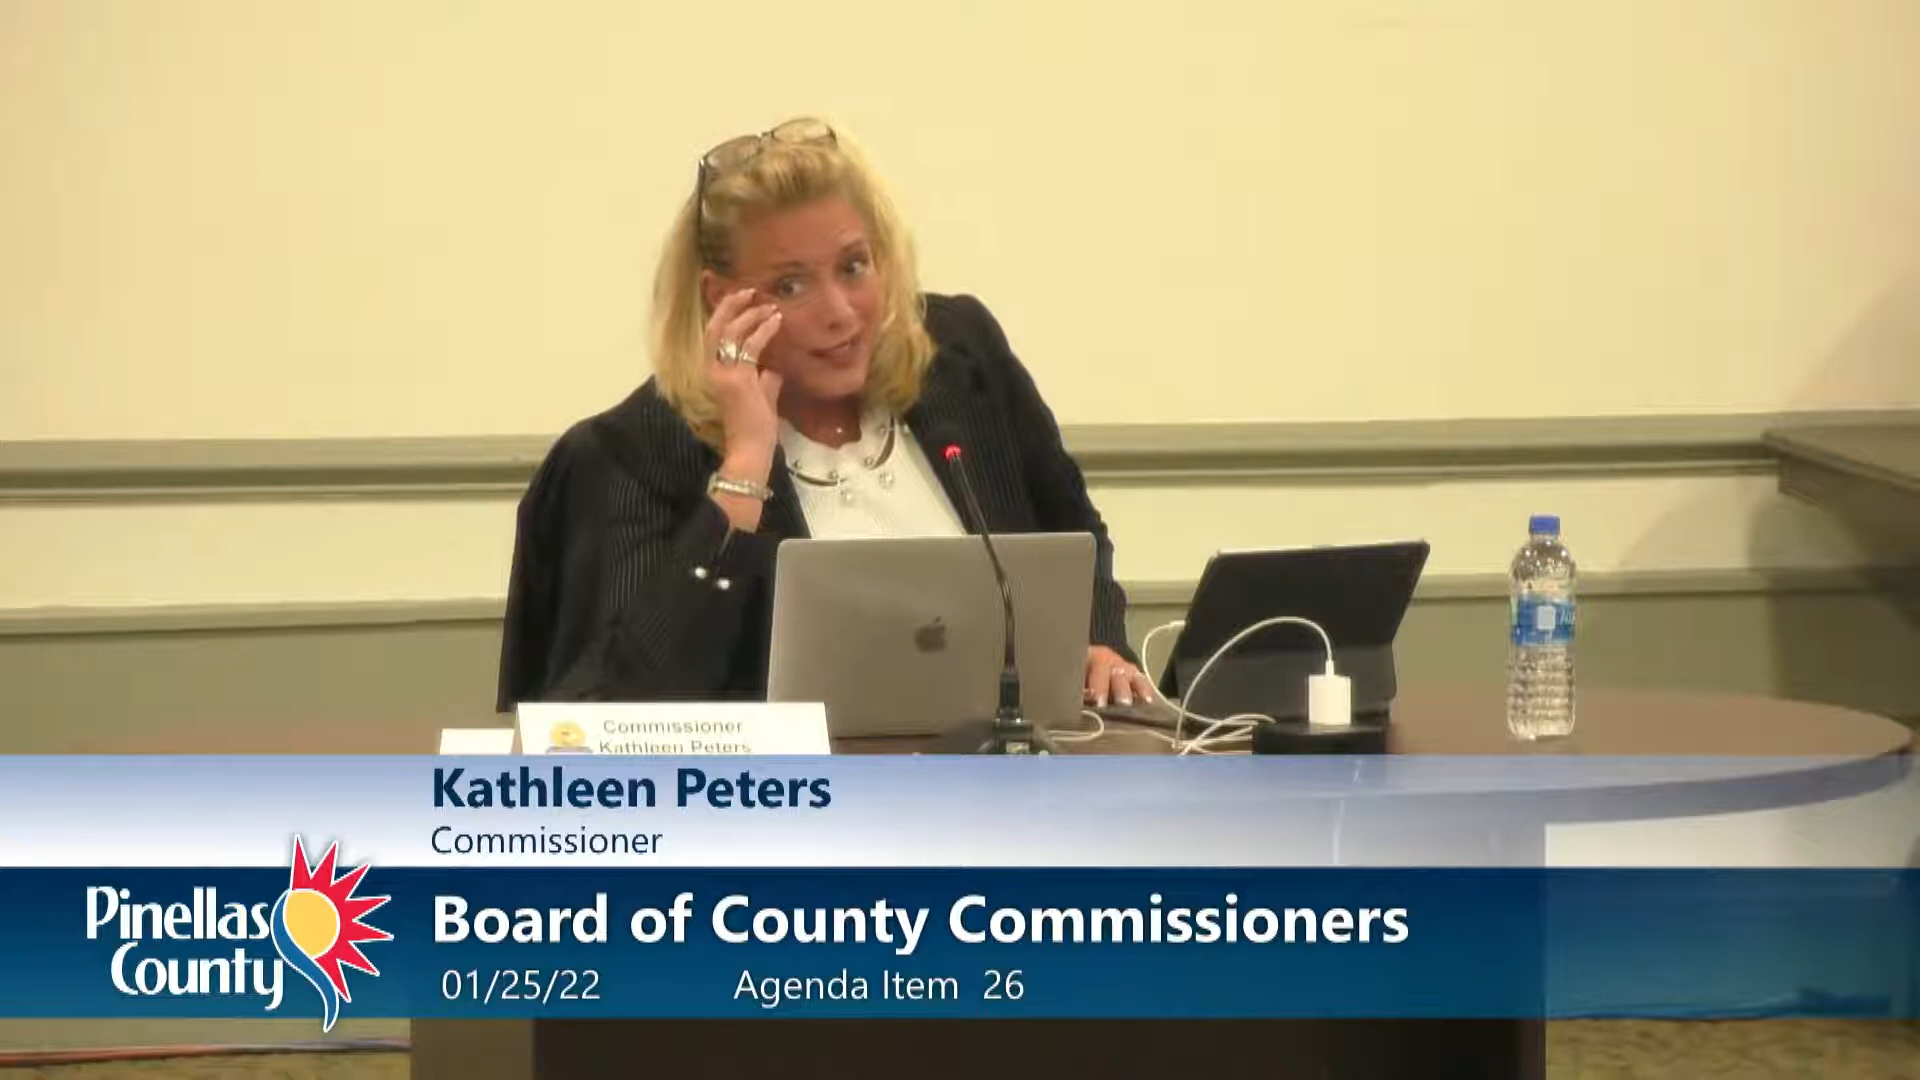 Commissioner
Kathleen Peters
Kathleen Peters
Commissioner
Pinellas
County
Board of County Commissioners
01/25/22 Agenda Item 26